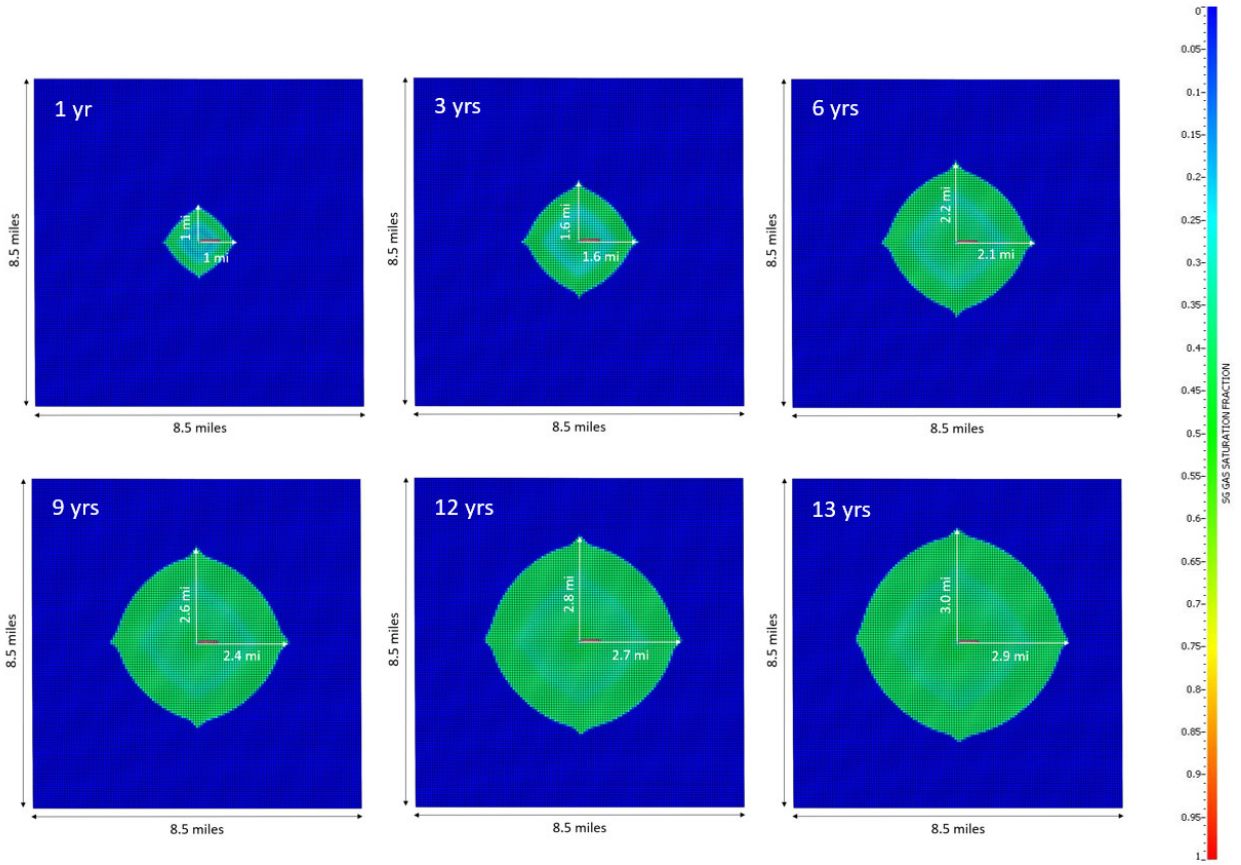 1 yr
1 mi
1 mi
8.5 miles
8.5 miles
3 yrs
1.6 mi
1.6 mi
8.5 miles
8.5 miles
6 yrs
2.2 mi
2.1 mi
8.5 miles
8.5 miles
9 yrs
2.6 mi
2.4 mi
8.5 miles
8.5 miles
12 yrs
2.8 mi
2.7 mi
8.5 miles
8.5 miles
13 yrs
3.0 mi
2.9 mi
8.5 miles
8.5 miles
0
0.05
0.1
0.15
0.2
0.25
0.3
0.35
0.4
0.45
0.5
0.55
0.6
0.65
0.7
0.75
0.8
0.85
0.9
0.95
1
SG GAS SATURATION FRACTION